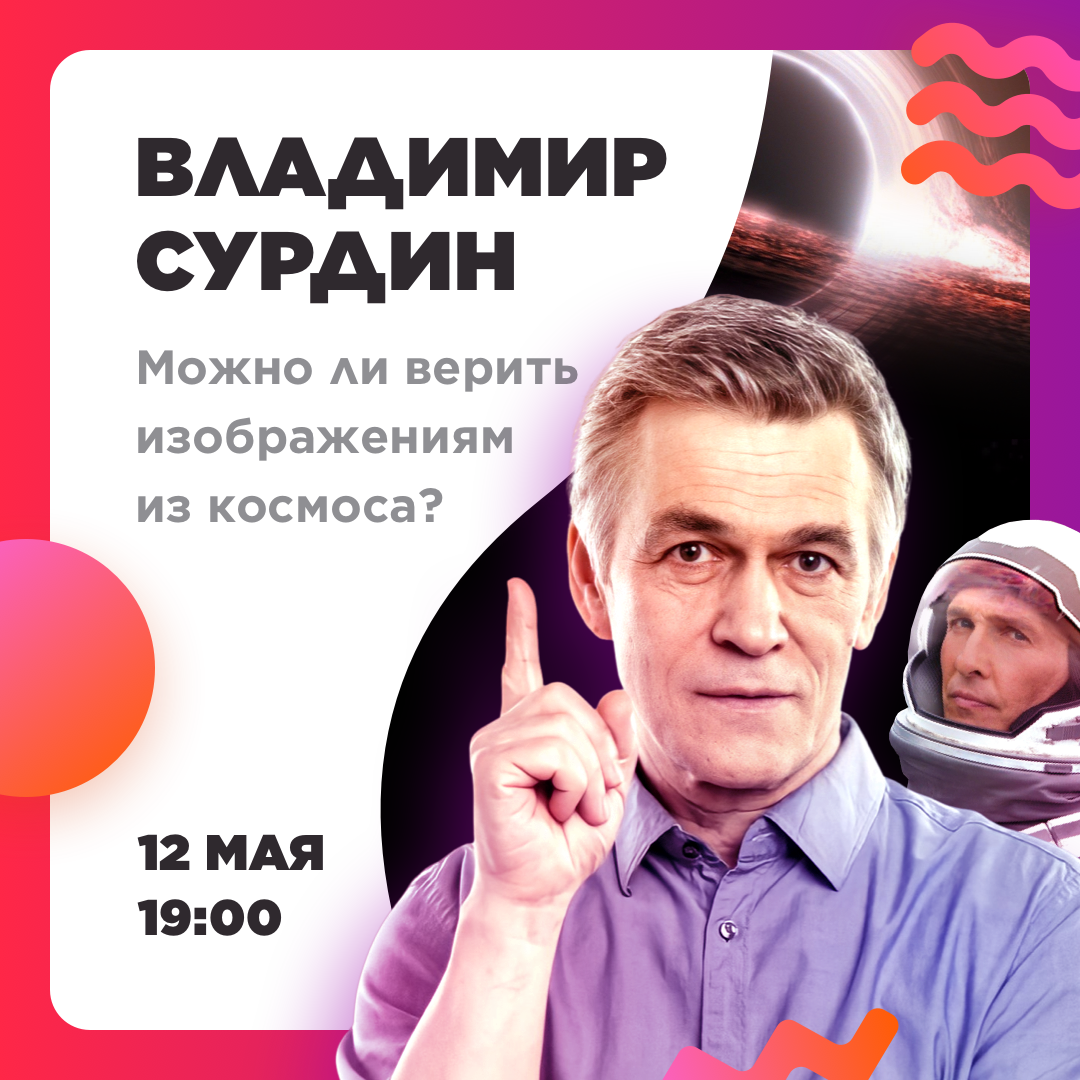 ВЛАДИМИР
СУРДИН
Можно ли верить
изображениям
из космоса?
12 МАЯ
19:00